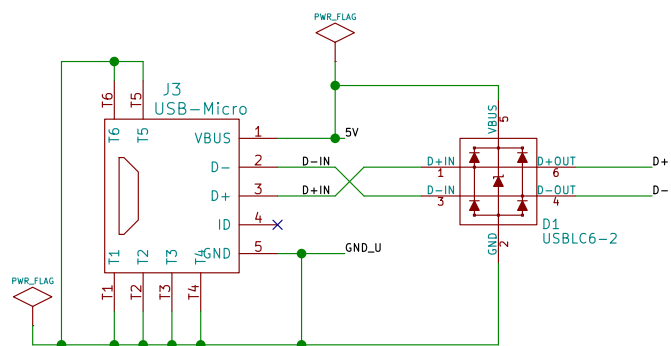 PWR_FLAG
J3
USB-Micro
T6
T5
T6
T5
VBUS
1
5V
D-
2
D-IN
D+
3
D+IN
ID
4
GND
5
GND_U
T1
T2
T3
T4
T1
T2
T3
T4
PWR_FLAG
VBUS
5
D+IN
1
D+OUT
6
D+
D-IN
3
D-OUT
4
D-
D1
USBLC6-2
GND
2